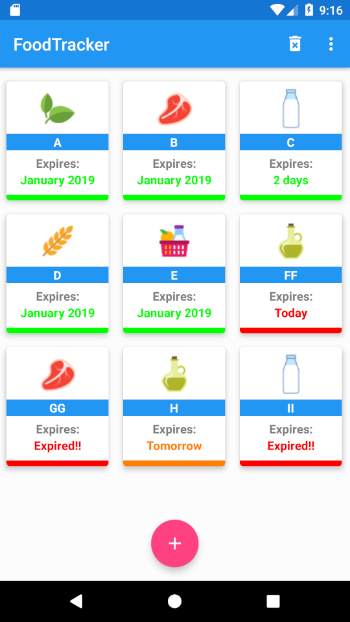 9:16
FoodTracker
A
B
C
Expires:
Expires:
Expires:
January 2019
January 2019
2 days
D
E
FF
Expires:
Expires:
Expires:
January 2019
January 2019
Today
GG
H
II
Expires:
Expires:
Expires:
Expired!!
Tomorrow
Expired!!
+